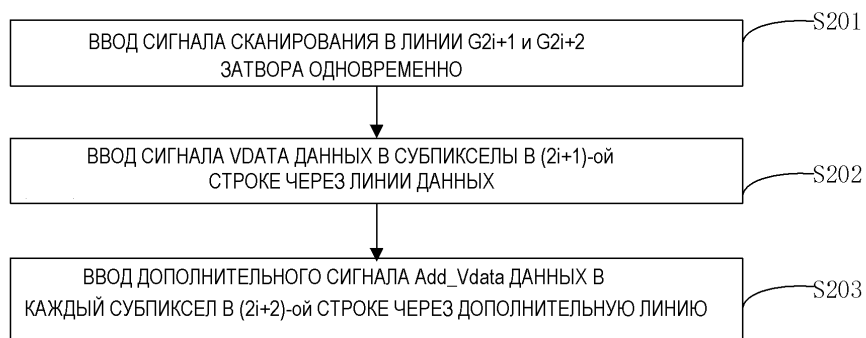 ВВОД СИГНАЛА СКАНИРОВАНИЯ В ЛИНИИ G2i+1 и G2i+2
ЗАТВОРА ОДНОВРЕМЕННО
S201
ВВОД СИГНАЛА VDATA ДАННЫХ В СУБПИКСЕЛЫ В (2i+1)-ой
СТРОКЕ ЧЕРЕЗ ЛИНИИ ДАННЫХ
S202
ВВОД ДОПОЛНИТЕЛЬНОГО СИГНАЛА Add_Vdata ДАННЫХ В
КАЖДЫЙ СУБПИКСЕЛ В (2i+2)-ой СТРОКЕ ЧЕРЕЗ ДОПОЛНИТЕЛЬНУЮ ЛИНИЮ
S203